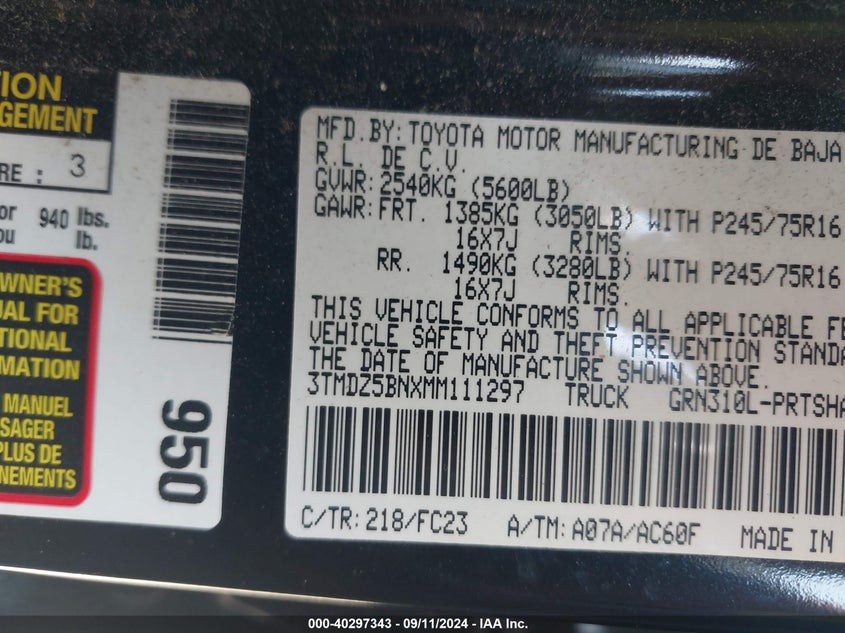 TION
GEMENT
RE : 3
or 940 lbs.
ou lb.
WNER'S
UAL FOR
TIONAL
RMATION
MANUEL
SAGER
PLUS DE
NEMENTS
950
MFD.BY:TOYOTA MOTOR MANUFACTURING DE BAJA
R.L. DE C.V.
GVWR:2540KG (5600LB)
GAWR:FRT. 1385KG (3050LB) WITH P245/75R16
16X7J RIMS.
RR. 1490KG (3280LB) WITH P245/75R16
16X7J RIMS.
THIS VEHICLE CONFORMS TO ALL APPLICABLE FE
VEHICLE SAFETY AND THEFT PREVENTION STANDA
THE DATE OF MANUFACTURE SHOWN ABOVE.
3TMDZ5BNXMM111297 TRUCK GRN310L-PRTSHA
C/TR:218/FC23 A/TM:A07A/AC60F MADE IN
000-40297343 - 09/11/2024 - IAA Inc.